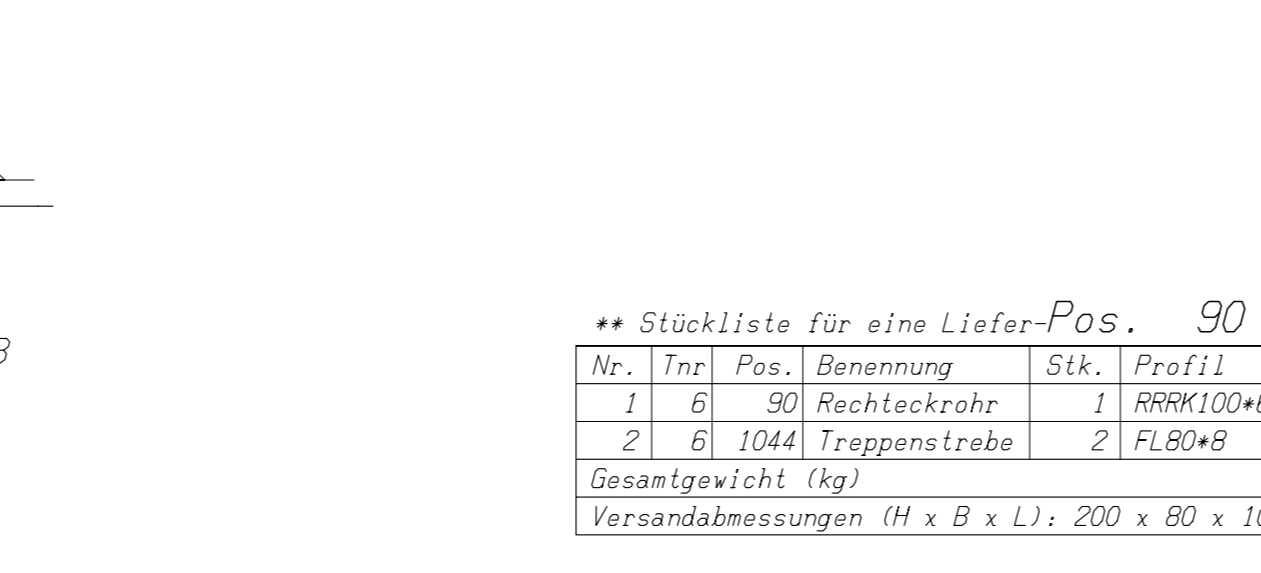 ** Stückliste für eine Liefer-Pos. 90
Nr. Tnr Pos. Benennung Stk. Profil
1 6 90 Rechteckrohr 1
2 6 1044 Treppenstrebe 2 FL80*8
Gesamtgewicht (kg)
Versandabmessungen (H x B x L): 200 x 80 x